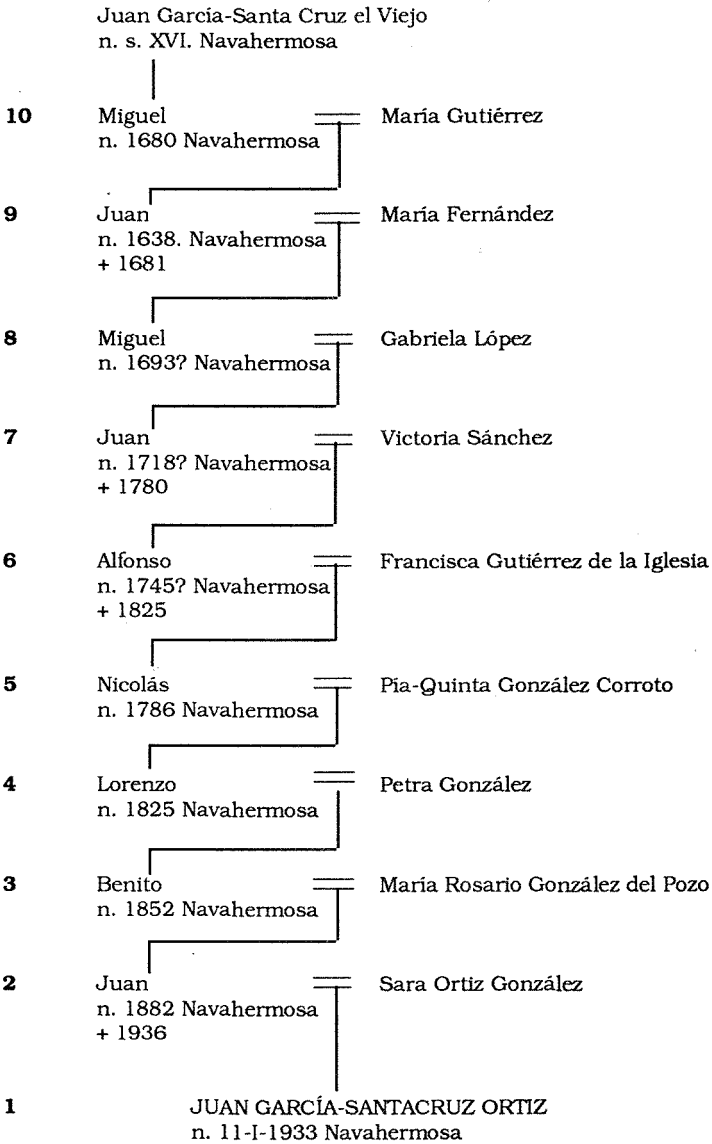 Juan García-Santa Cruz el Viejo
n. s. XVI. Navahermosa
10 Miguel María Gutiérrez
n. 1680 Navahermosa
9 Juan María Fernández
n. 1638. Navahermosa
+ 1681
8 Miguel Gabriela López
n. 1693? Navahermosa
7 Juan Victoria Sánchez
n. 1718? Navahermosa
+ 1780
6 Alfonso Francisca Gutiérrez de la Iglesia
n. 1745? Navahermosa
+ 1825
5 Nicolás Pía-Quinta González Corroto
n. 1786 Navahermosa
4 Lorenzo Petra González
n. 1825 Navahermosa
3 Benito María Rosario González del Pozo
n. 1852 Navahermosa
2 Juan Sara Ortiz González
n. 1882 Navahermosa
+ 1936
1 JUAN GARCÍA-SANTACRUZ ORTIZ
n. 11-I-1933 Navahermosa